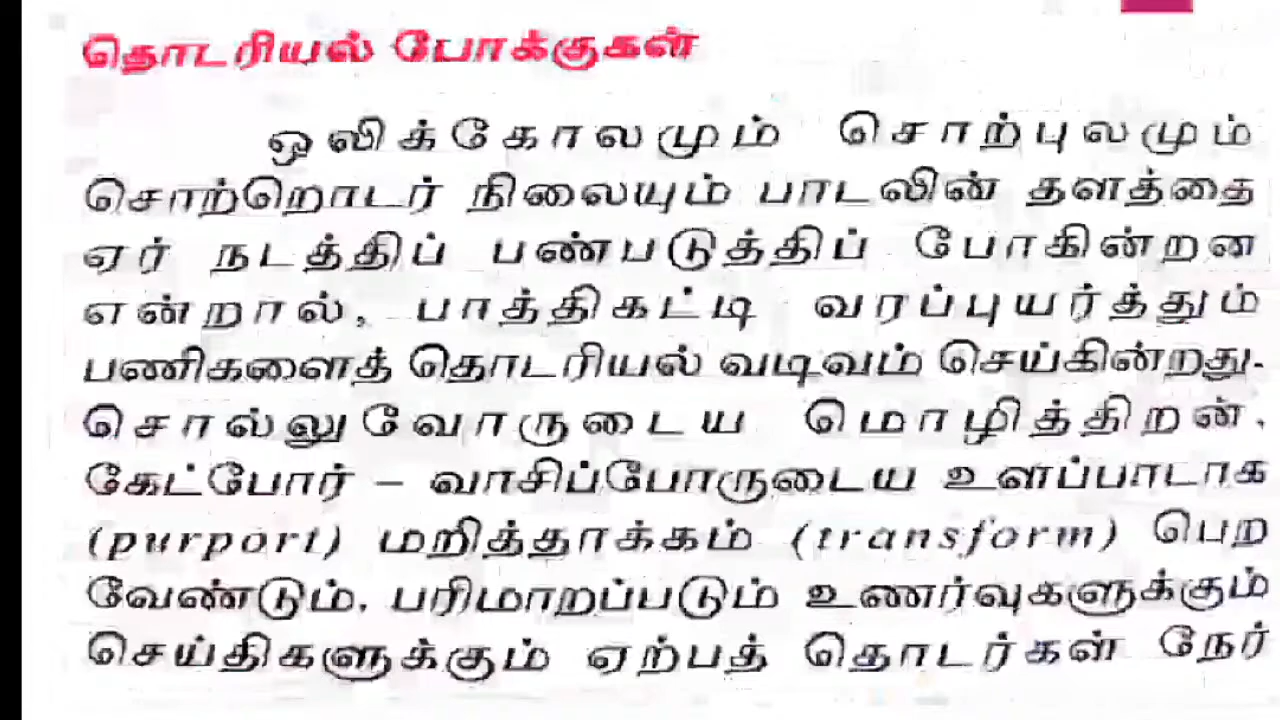 தொடரியல் போக்குகள்
ஒலிக்கோலமும் சொற்புலமும்
சொற்றொடர் நிலையும் பாடலின் தளத்தை
ஏர் நடத்திப் பண்படுத்திப் போகின்றன
என்றால், பாத்திகட்டி வரப்புயர்த்தும்
பணிகளைத் தொடரியல் வடிவம் செய்கின்றது.
சொல்லுவோருடைய மொழித்திறன்,
கேட்போர் – வாசிப்போருடைய உளப்பாடாக
(purport) மறித்தாக்கம் (transform) பெற
வேண்டும். பரிமாறப்படும் உணர்வுகளுக்கும்
செய்திகளுக்கும் ஏற்பத் தொடர்கள் நேர்